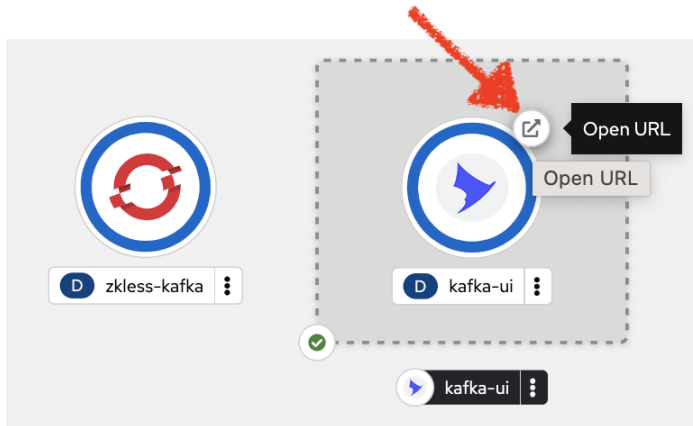 Open URL
Open URL
D zkless-kafka
D kafka-ui
kafka-ui